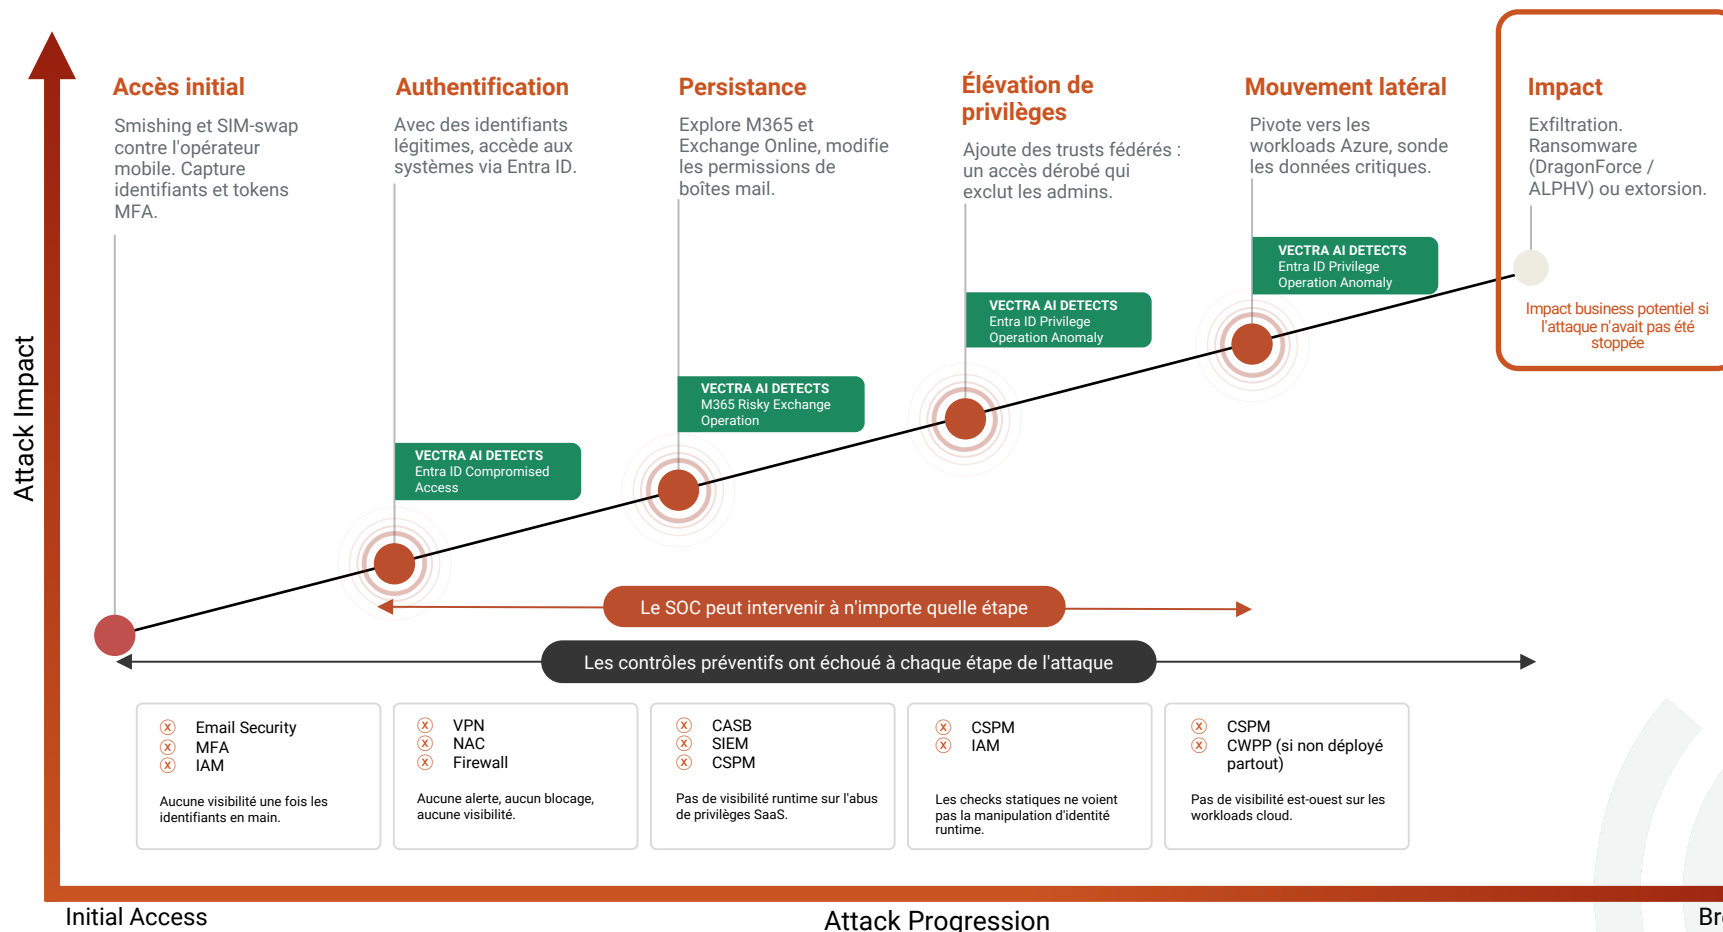 Accès initial
Smishing et SIM-swap
contre l'opérateur
mobile. Capture
identifiants et tokens
MFA.
Authentification
Avec des identifiants
légitimes, accède aux
systèmes via Entra ID.
Persistance
Explore M365 et
Exchange Online, modifie
les permissions de
boîtes mail.
Élévation de
privilèges
Ajoute des trusts fédérés :
un accès dérobé qui
exclut les admins.
Mouvement latéral
Pivote vers les
workloads Azure, sonde
les données critiques.
Impact
Exfiltration.
Ransomware
(DragonForce /
ALPHV) ou extorsion.
Impact business potentiel si
l'attaque n'avait pas été
stoppée
VECTRA AI DETECTS
Entra ID Compromised
Access
VECTRA AI DETECTS
M365 Risky Exchange
Operation
VECTRA AI DETECTS
Entra ID Privilege
Operation Anomaly
VECTRA AI DETECTS
Entra ID Privilege
Operation Anomaly
Attack Impact
Le SOC peut intervenir à n'importe quelle étape
Les contrôles préventifs ont échoué à chaque étape de l'attaque
ⓧ Email Security
ⓧ MFA
ⓧ IAM
Aucune visibilité une fois les
identifiants en main.
ⓧ VPN
ⓧ NAC
ⓧ Firewall
Aucune alerte, aucun blocage,
aucune visibilité.
ⓧ CASB
ⓧ SIEM
ⓧ CSPM
Pas de visibilité runtime sur l'abus
de privilèges SaaS.
ⓧ CSPM
ⓧ IAM
Les checks statiques ne voient
pas la manipulation d'identité
runtime.
ⓧ CSPM
ⓧ CWPP (si non déployé
partout)
Pas de visibilité est-ouest sur les
workloads cloud.
Initial Access
Attack Progression